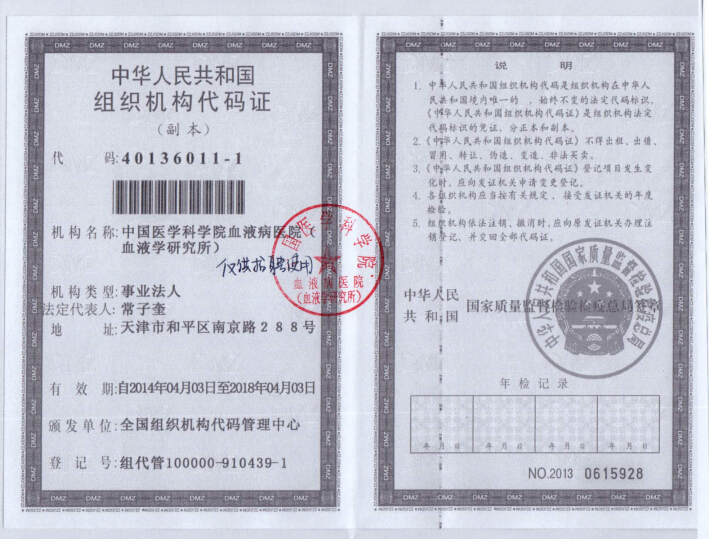 中华人民共和国
组织机构代码证
(副本)
代 码:40136011-1
机构名称:中国医学科学院血液病医院(
血液学研究所)
仅供招聘使用
机构类型:事业法人
法定代表人:常子奎
地 址:天津市和平区南京路288号
有 效 期:自2014年04月03日至2018年04月03日
颁发单位:全国组织机构代码管理中心
登 记 号:组代管100000-910439-1
国医学科学院
血液病医院
(血液学研究所)
说 明
1. 中华人民共和国组织机构代码是组织机构在中华人
民共和国境内唯一的、始终不变的法定代码标识,
《中华人民共和国组织机构代码证》是组织机构法定
代码标识的凭证,分正本和副本。
2.《中华人民共和国组织机构代码证》不得出租、出借、
冒用、转让、伪造、变造、非法买卖。
3.《中华人民共和国组织机构代码证》登记项目发生变
化时,应向发证机关申请变更登记。
4. 各组织机构应当按有关规定,接受发证机关的年度
检验。
5. 组织机构依法注销、撤消时,应向原发证机关办理注
销登记,并交回全部代码证。
中华人民
共和国
国家质量监督检验检疫总局签章
中华人民共和国国家质量监督检验检疫总局
年检记录
年 月 日 年 月 日 年 月 日 年 月 日
NO.2013 0615928